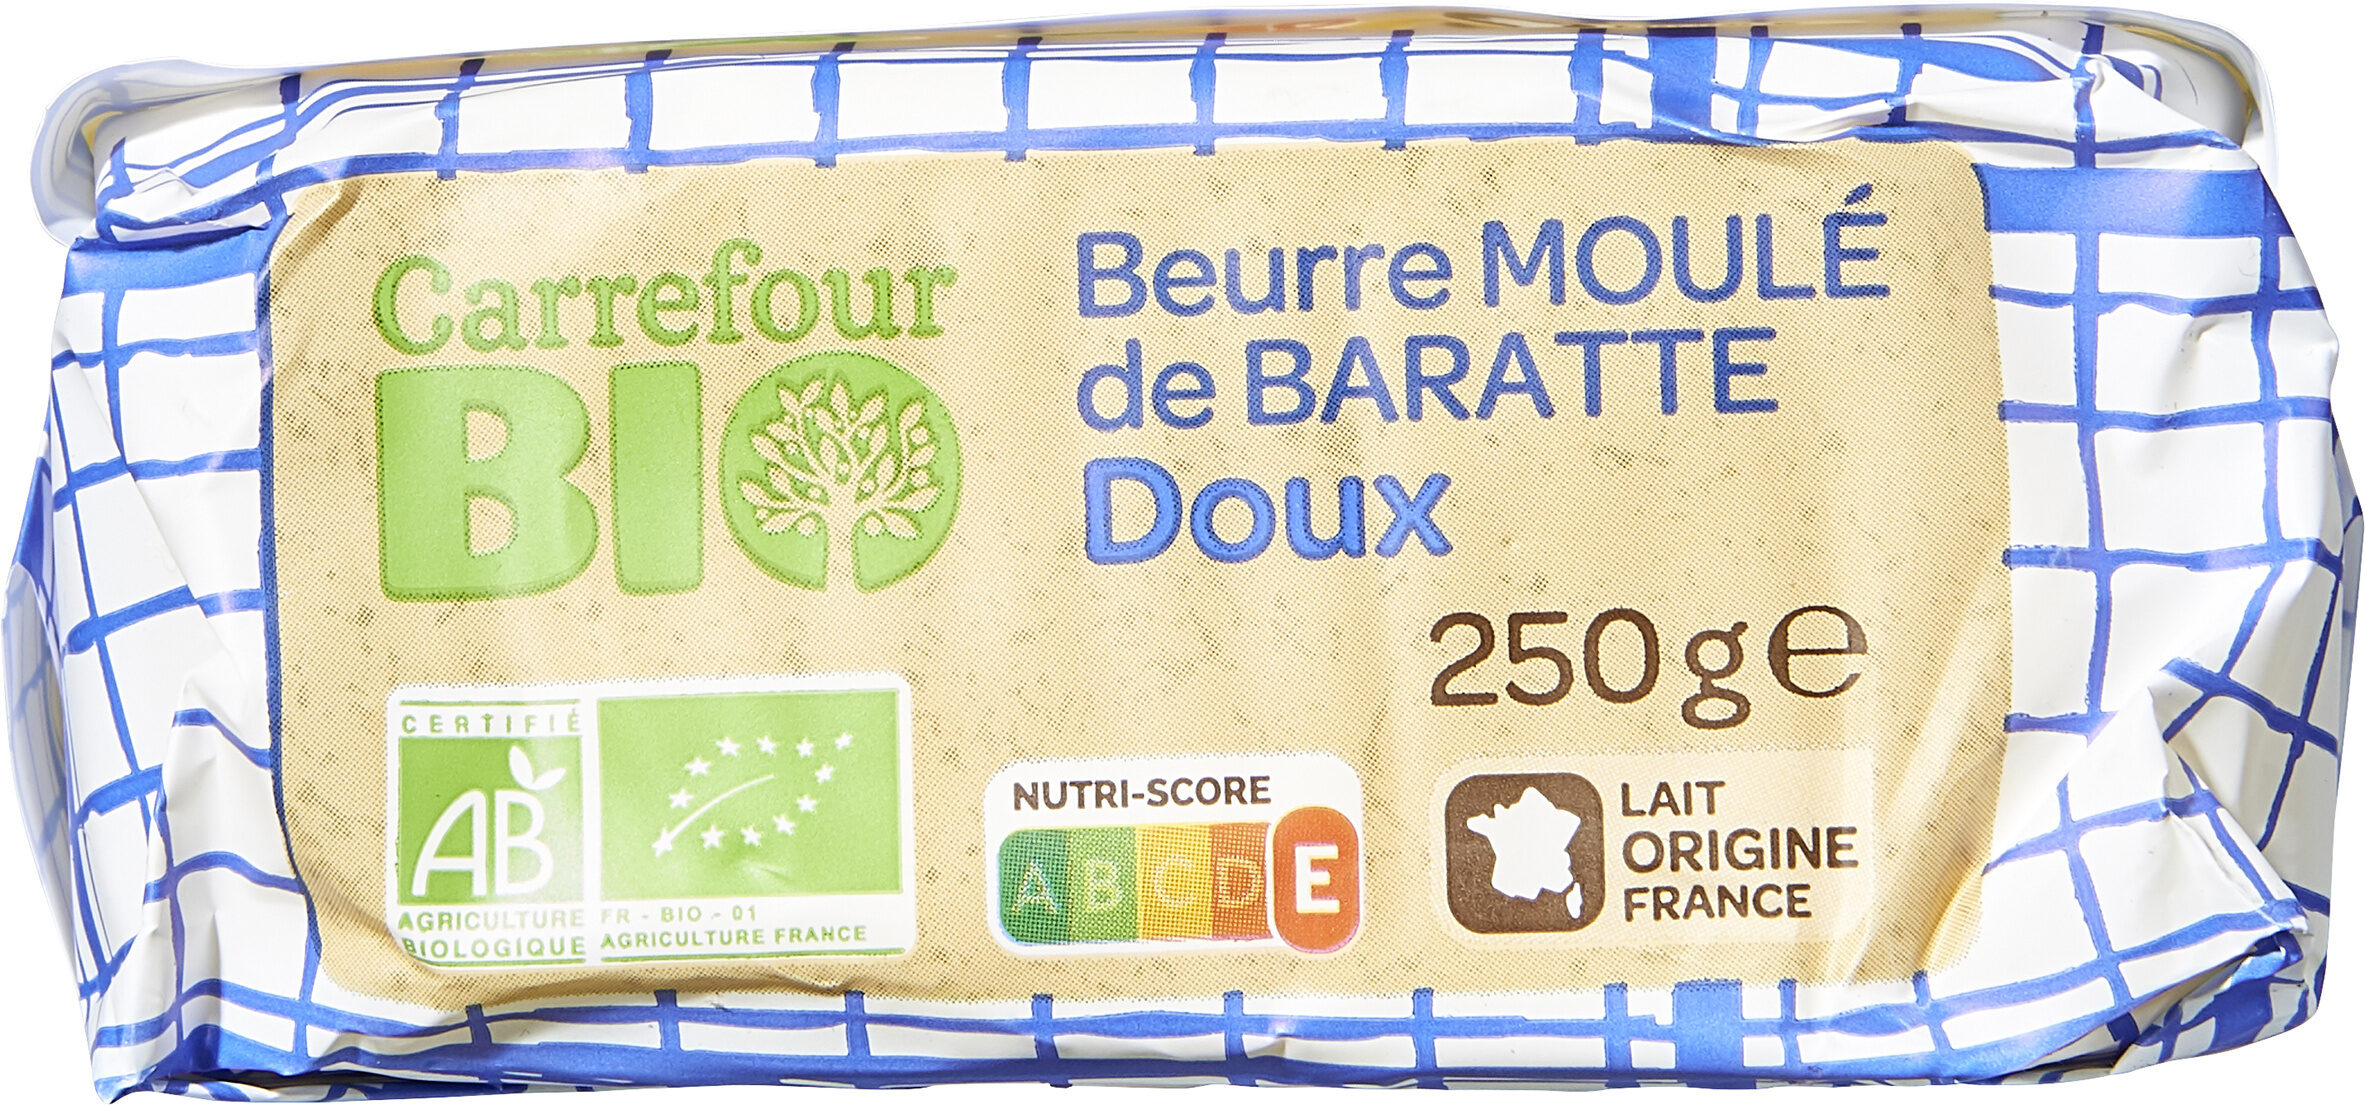 Carrefour
BIO
Beurre MOULÉ
de BARATTE
Doux
250 g e
CERTIFIÉ
AB
AGRICULTURE
BIOLOGIQUE
FR - BIO - 01
AGRICULTURE FRANCE
NUTRI-SCORE
A B C D E
LAIT
ORIGINE
FRANCE